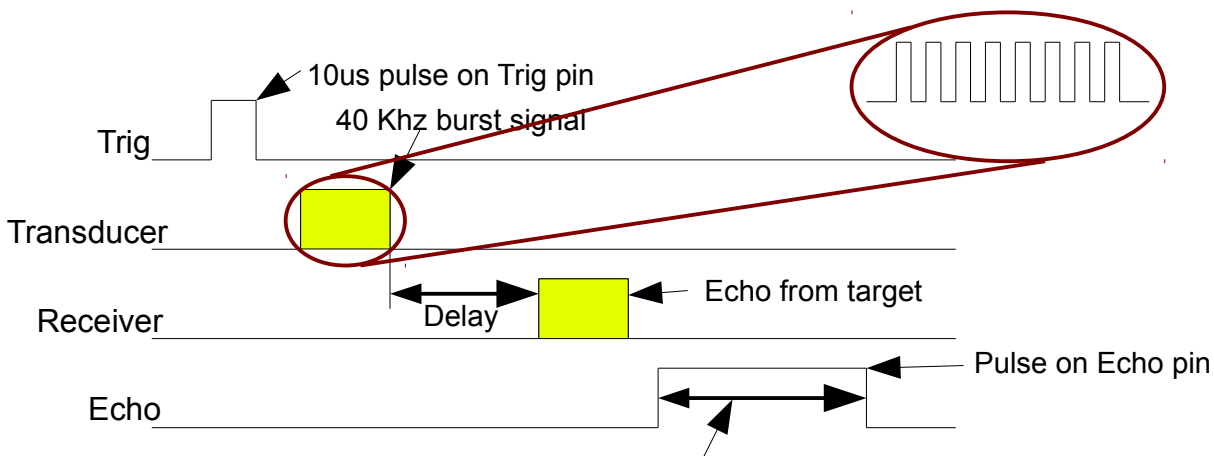 10us pulse on Trig pin
40 Khz burst signal
Trig
Transducer
Echo from target
Delay
Receiver
Pulse on Echo pin
Echo